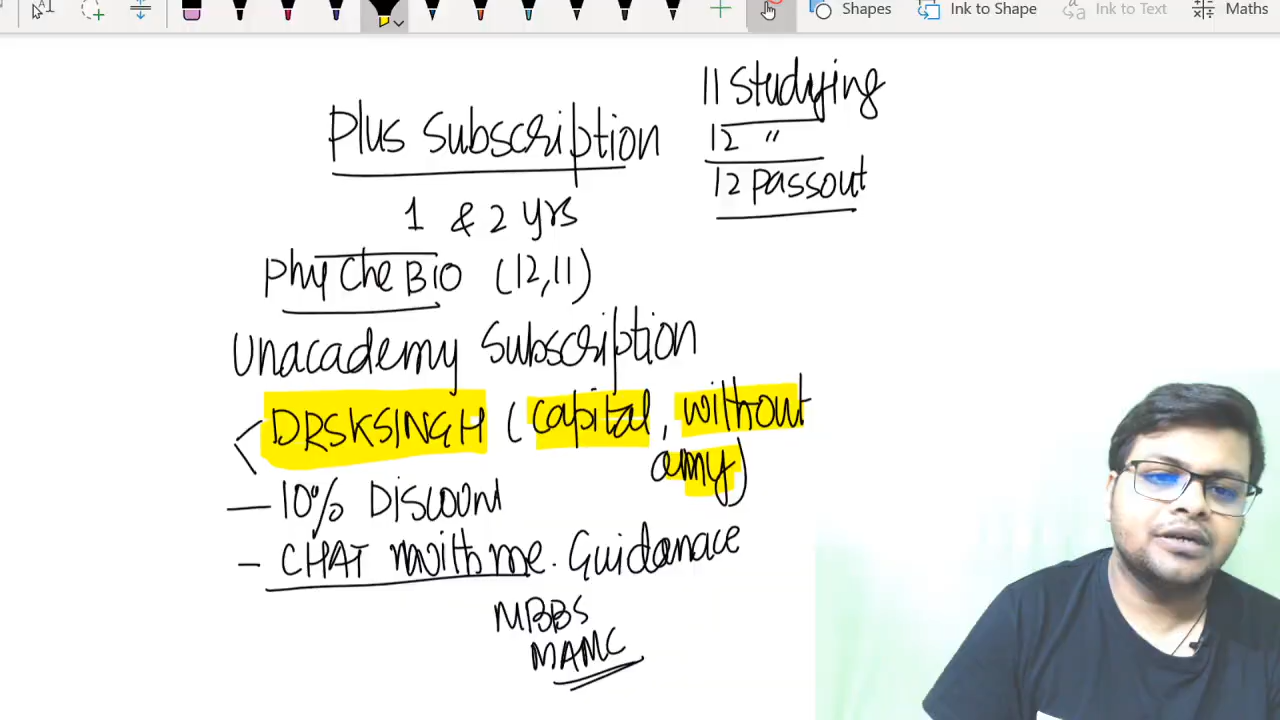 Shapes
Ink to Shape
Ink to Text
Maths
Plus Subscription
1 & 2 yrs
Phy Che Bio (12,11)
Unacademy Subscription
DRSKSINGH (capital, without
any)
— 10% Discount
- CHAT with me. Guidanace
MBBS
MAMC
11 Studying
12 "
12 Passout